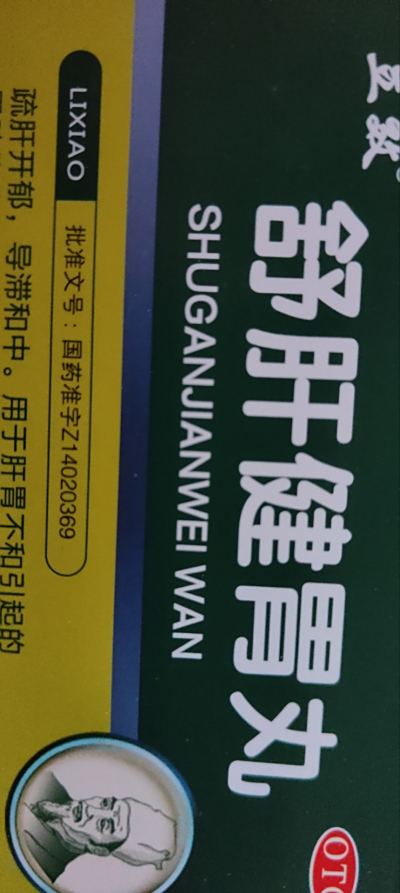 立效
舒肝健胃丸
SHUGANJIANWEI WAN
LIXIAO 批准文号：国药准字Z14020369
疏肝开郁，导滞和中。用于肝胃不和引起的